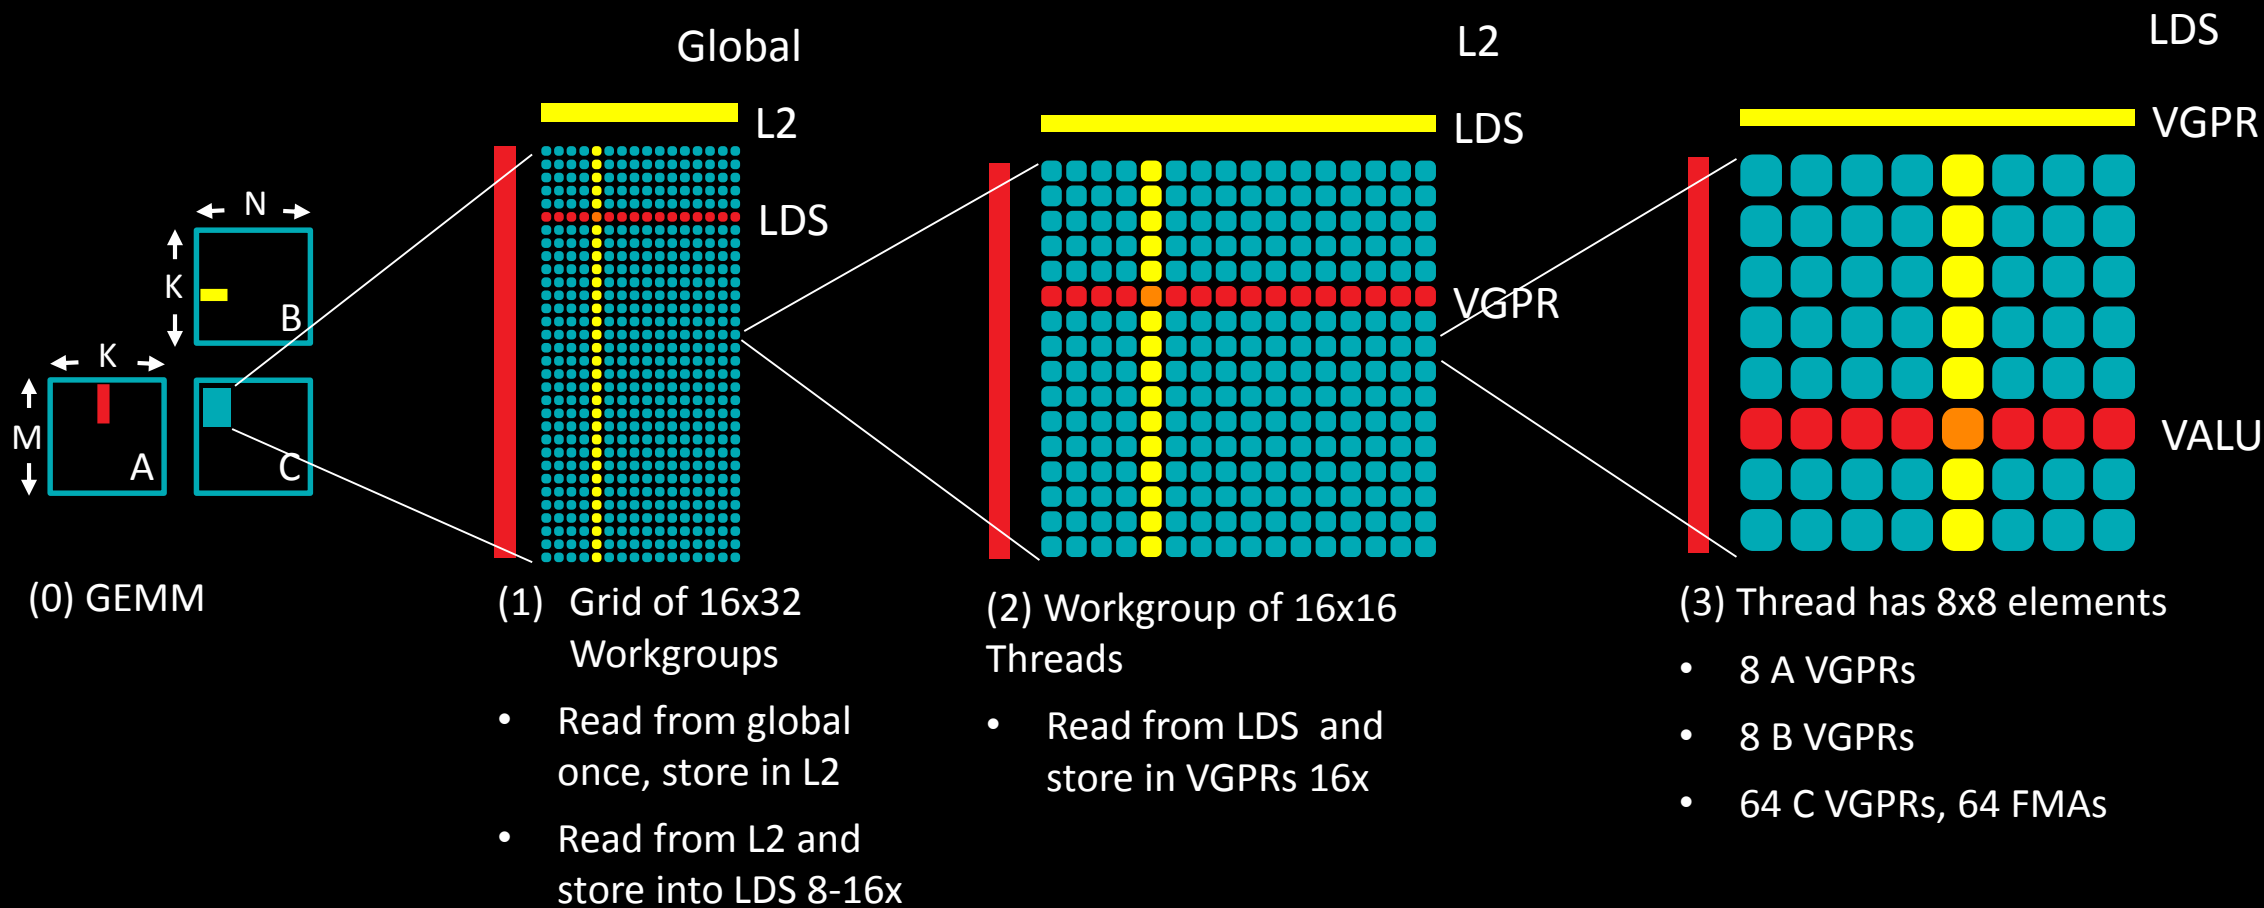 Global
L2
LDS
N
K
B
K
M
A
C
(0) GEMM
L2
LDS
VGPR
(1) Grid of 16x32
Workgroups
• Read from global
once, store in L2
• Read from L2 and
store into LDS 8-16x
LDS
VGPR
VALU
(2) Workgroup of 16x16
Threads
• Read from LDS and
store in VGPRs 16x
(3) Thread has 8x8 elements
• 8 A VGPRs
• 8 B VGPRs
• 64 C VGPRs, 64 FMAs